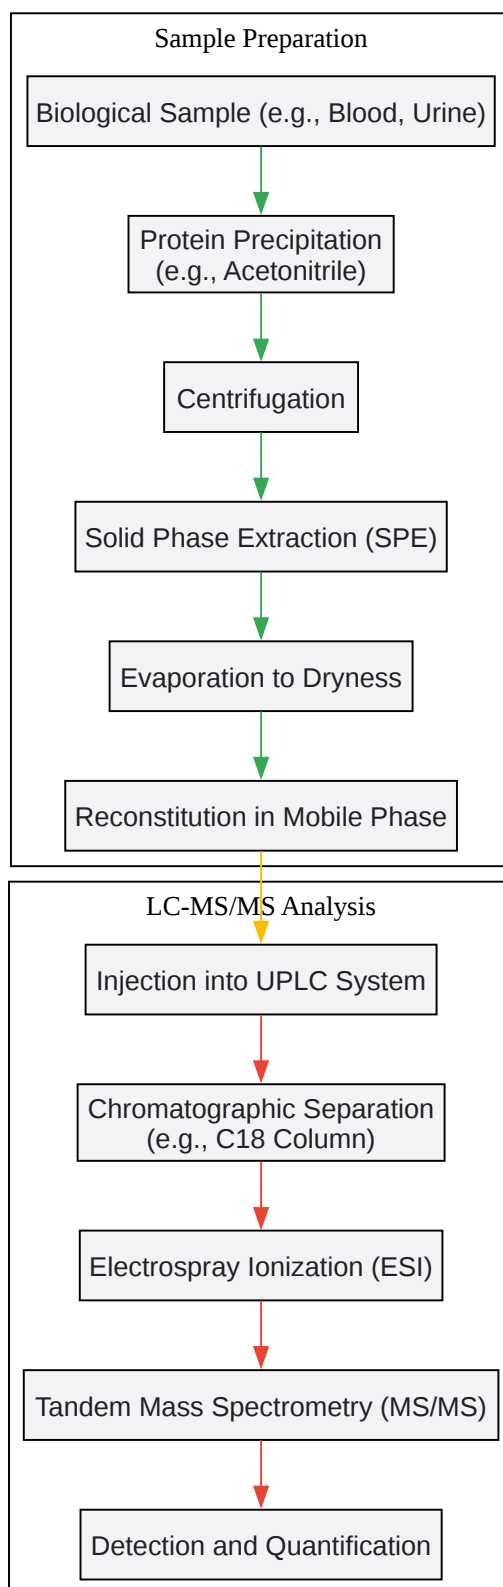 Sample Preparation
Biological Sample (e.g., Blood, Urine)
Protein Precipitation
(e.g., Acetonitrile)
Centrifugation
Solid Phase Extraction (SPE)
Evaporation to Dryness
Reconstitution in Mobile Phase
LC-MS/MS Analysis
Injection into UPLC System
Chromatographic Separation
(e.g., C18 Column)
Electrospray Ionization (ESI)
Tandem Mass Spectrometry (MS/MS)
Detection and Quantification